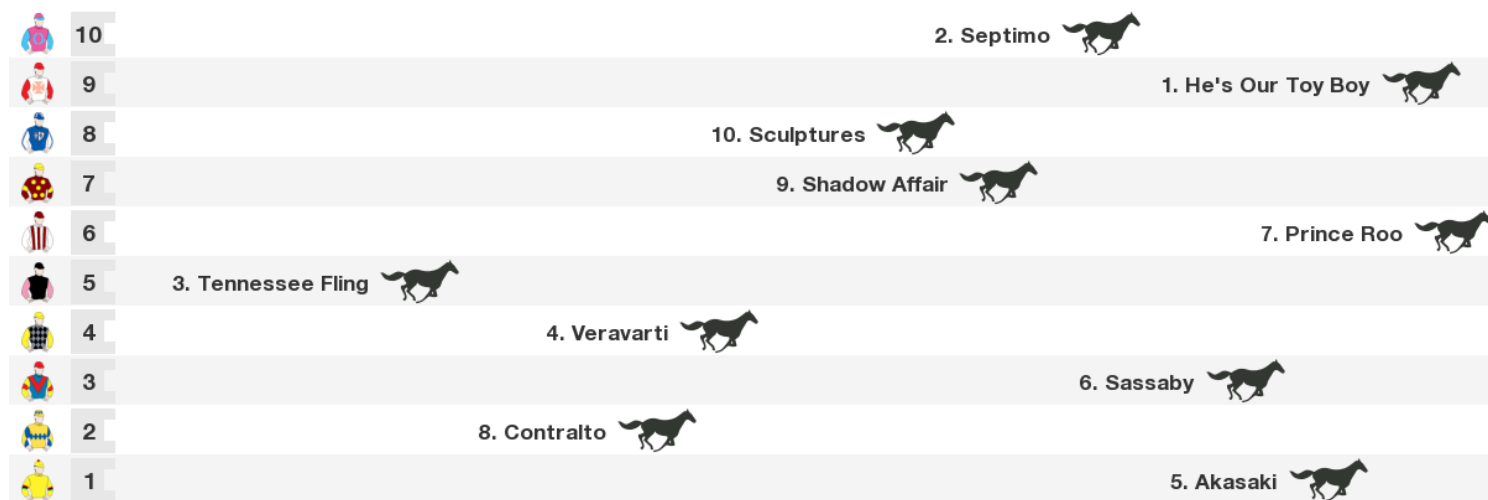 10 2. Septimo
9 1. He's Our Toy Boy
8 10. Sculptures
7 9. Shadow Affair
6 7. Prince Roo
5 3. Tennessee Fling
4 4. Veravarti
3 6. Sassaby
2 8. Contralto
1 5. Akasaki